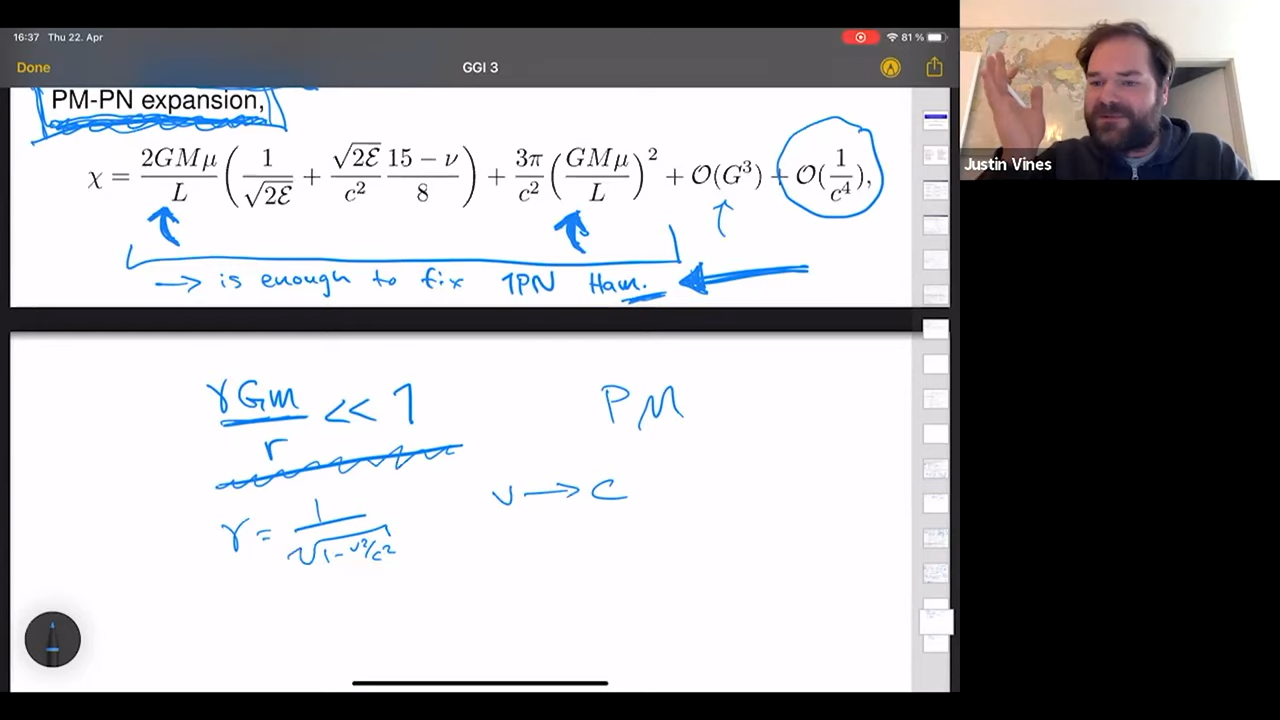 16:37 Thu 22. Apr 81 %
Done GGI 3
PM-PN expansion,
χ = 2GMμ/L ( 1/√2ℰ + √2ℰ/c² 15 − ν/8 ) + 3π/c² ( GMμ/L )² + O(G³) + O(1/c⁴),
→ is enough to fix 1PN Ham.
γGm/r << 1 PM
v → c
γ = 1/√1−v²/c²
Justin Vines